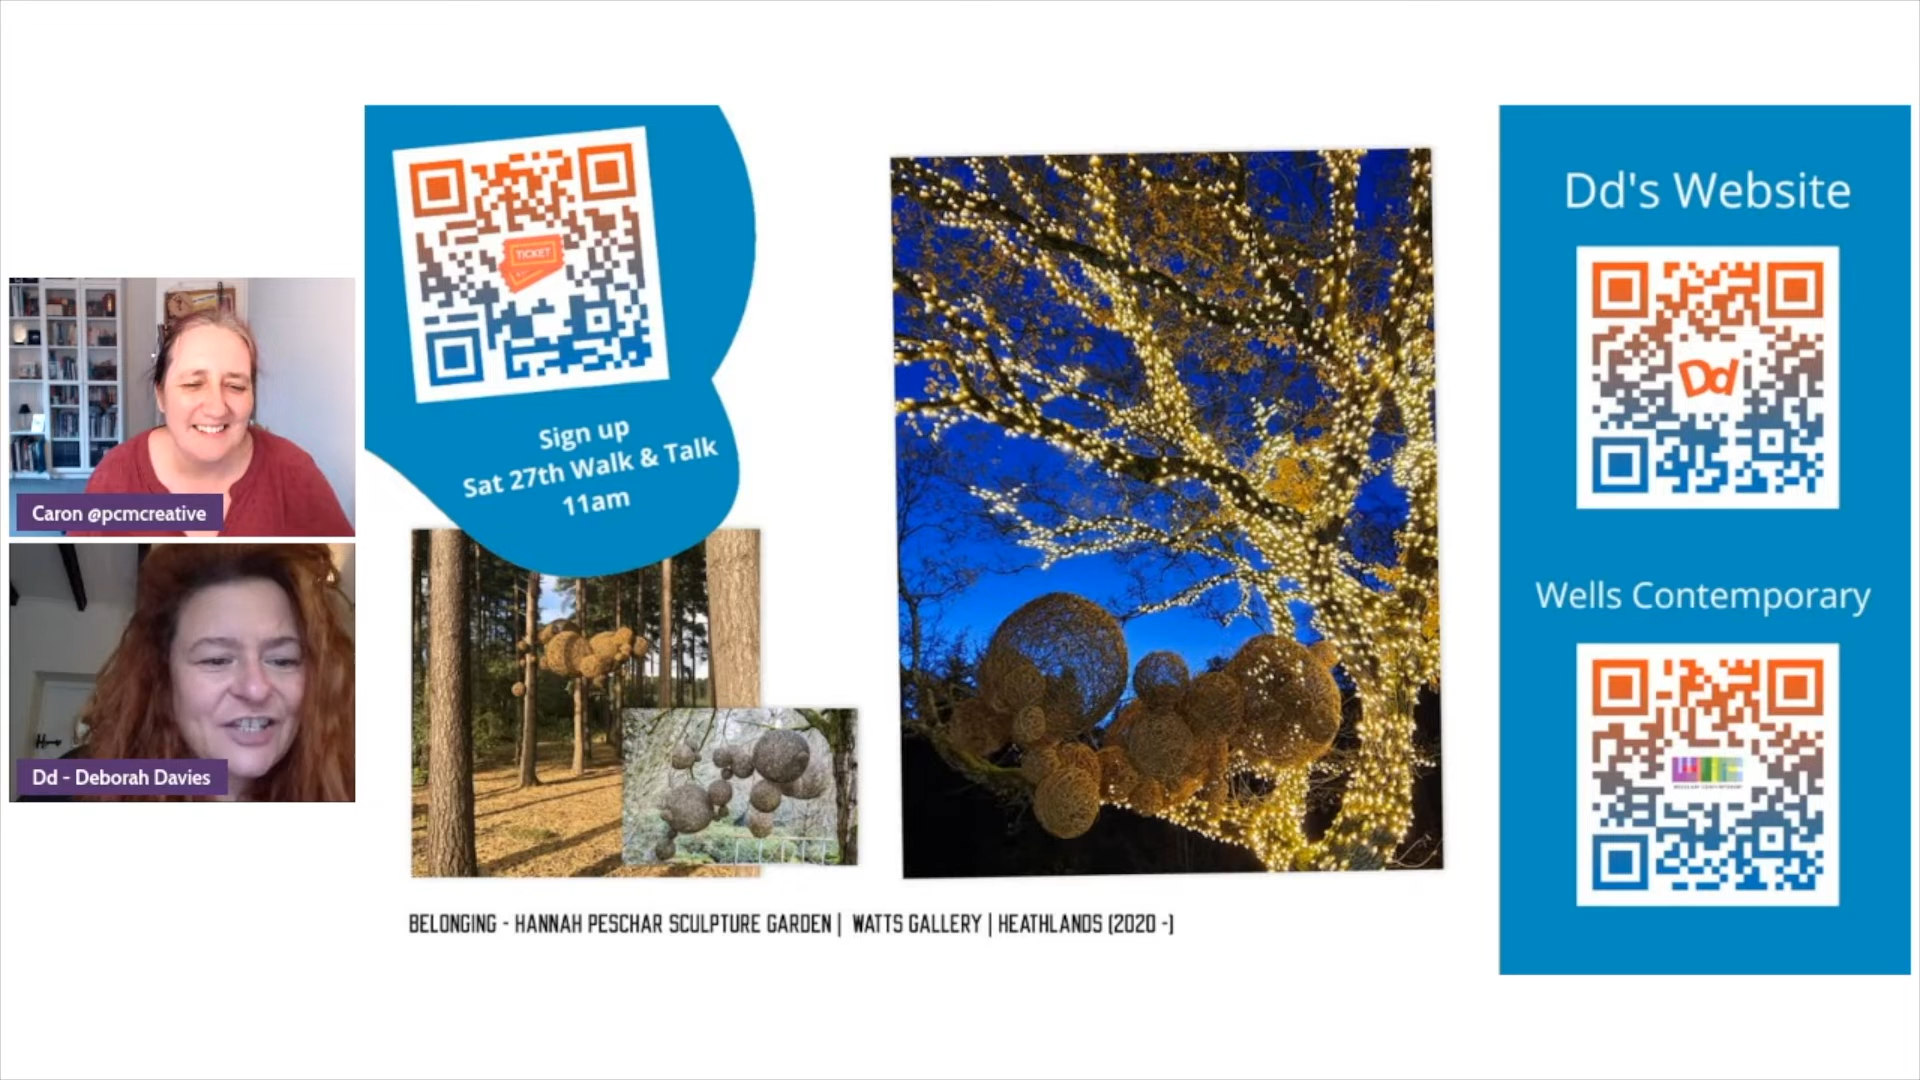 Caron @pcmcreative
Dd - Deborah Davies
TICKET
Sign up
Sat 27th Walk & Talk
11am
BELONGING - HANNAH PESCHAR SCULPTURE GARDEN | WATTS GALLERY | HEATHLANDS (2020 -)
Dd's Website
Dd
Wells Contemporary